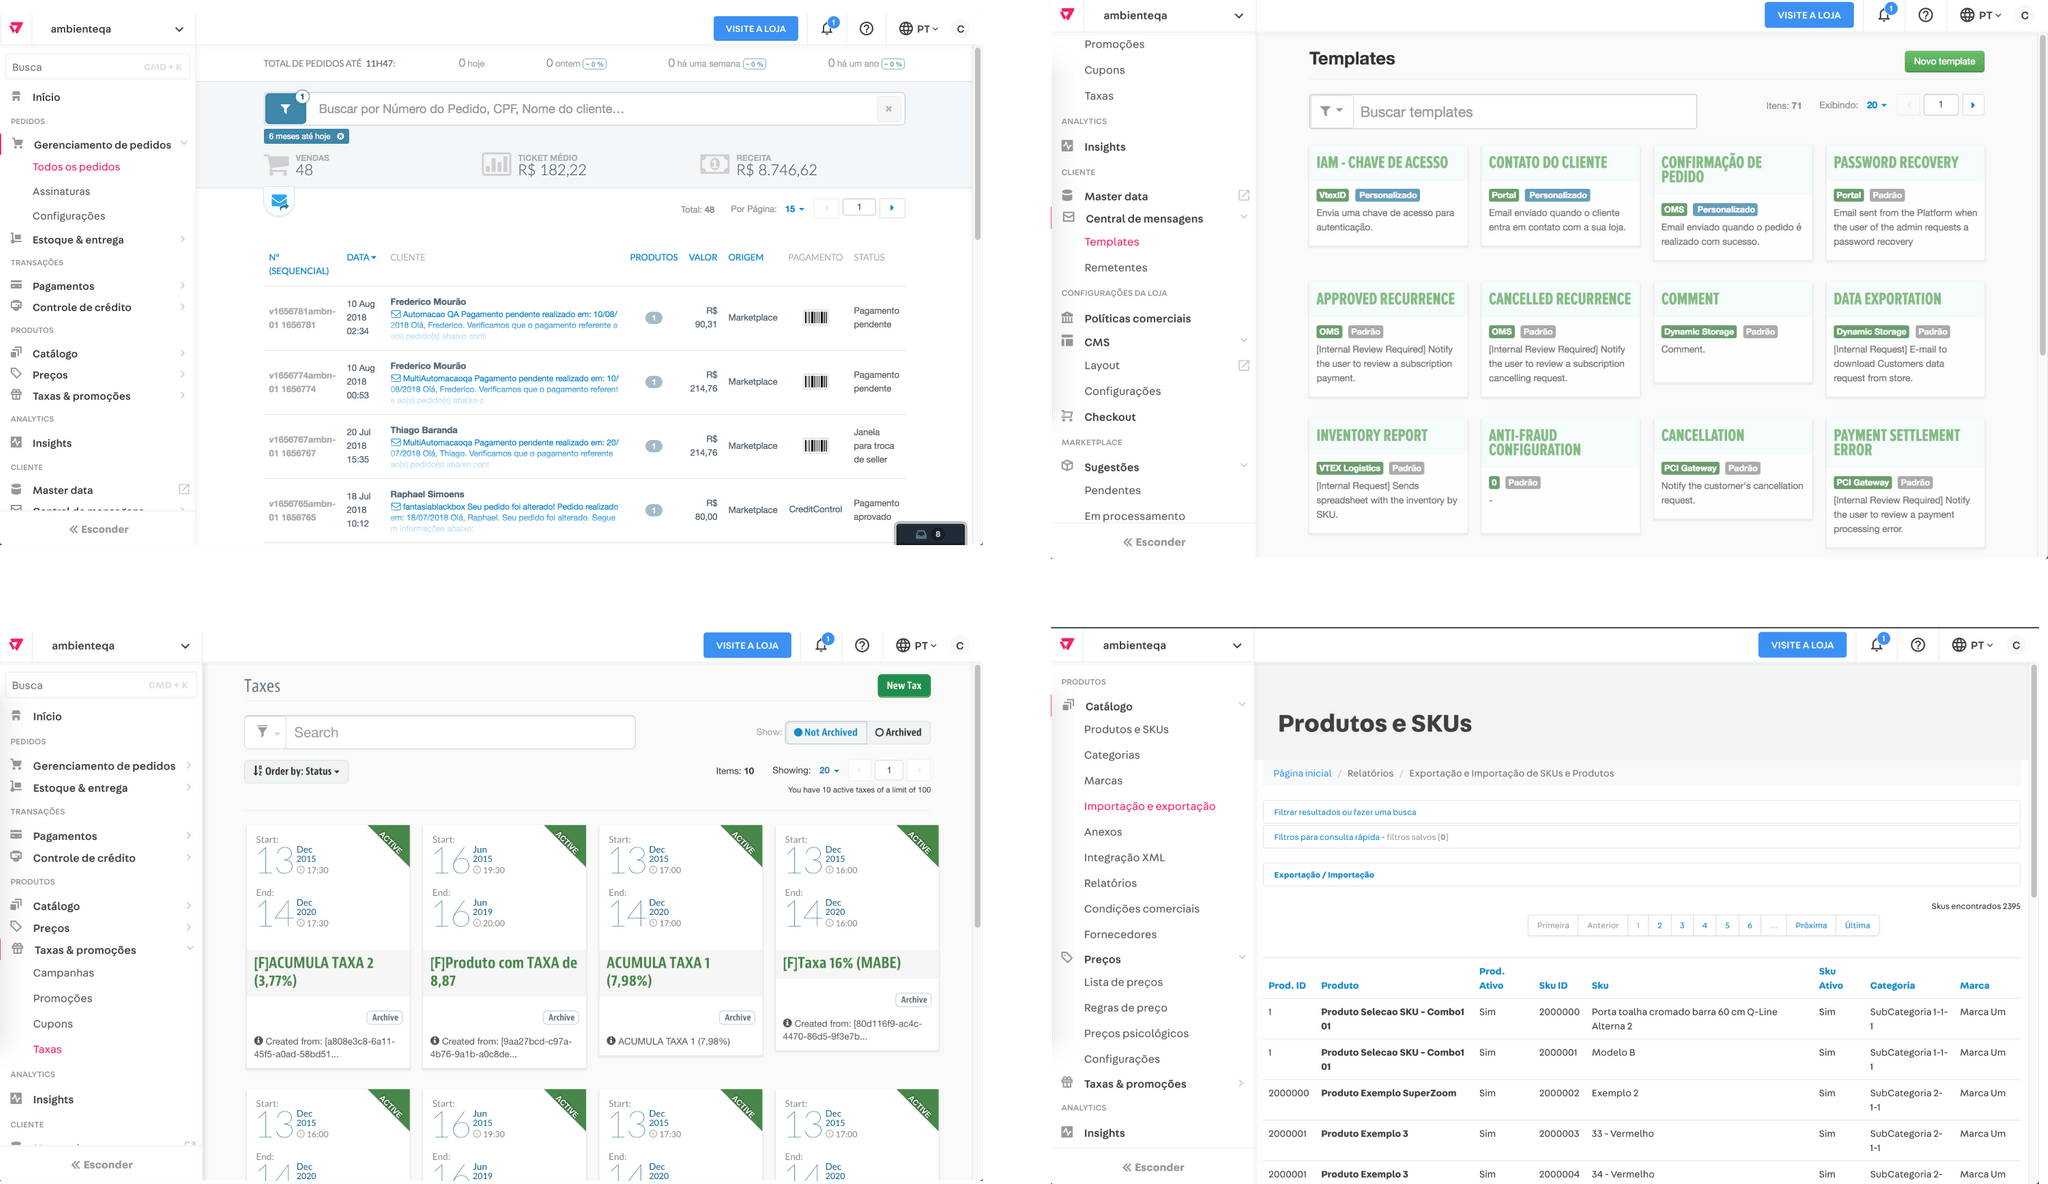 ambienteqa
VISITE A LOJA
1
PT
C
Busca
CMD + K
Início
PEDIDOS
Gerenciamento de pedidos
Todos os pedidos
Assinaturas
Configurações
Estoque & entrega
TRANSAÇÕES
Pagamentos
Controle de crédito
PRODUTOS
Catálogo
Preços
Taxas & promoções
ANALYTICS
Insights
CLIENTE
Master data
Esconder
TOTAL DE PEDIDOS ATÉ 11H47:
0 hoje
0 ontem (~ 0 %)
0 há uma semana (~ 0 %)
0 há um ano (~ 0 %)
1
Buscar por Número do Pedido, CPF, Nome do cliente...
6 meses até hoje
VENDAS
48
TICKET MÉDIO
R$ 182,22
RECEITA
R$ 8.746,62
Total: 48
Por Página: 15
1
Nº (SEQUENCIAL)
DATA
CLIENTE
PRODUTOS
VALOR
ORIGEM
PAGAMENTO
STATUS
v1656781ambn-01 1656781
10 Aug 2018 02:34
Frederico Mourão
Automacao QA Pagamento pendente realizado em: 10/08/
2018 Olá, Frederico. Verificamos que o pagamento referente a
o(s) pedido(s) abaixo conti
1
R$ 90,31
Marketplace
Pagamento pendente
v1656774ambn-01 1656774
10 Aug 2018 00:53
Frederico Mourão
MultiAutomacaoqa Pagamento pendente realizado em: 10/
08/2018 Olá, Frederico. Verificamos que o pagamento referent
e ao(s) pedido(s) abaixo c
1
R$ 214,76
Marketplace
Pagamento pendente
v1656767ambn-01 1656767
20 Jul 2018 15:35
Thiago Baranda
MultiAutomacaoqa Pagamento pendente realizado em: 20/
07/2018 Olá, Thiago. Verificamos que o pagamento referente
ao(s) pedido(s) abaixo cont
1
R$ 214,76
Marketplace
Janela para troca de seller
v1656765ambn-01 1656765
18 Jul 2018 10:12
Raphael Simoens
fantasiablackbox Seu pedido foi alterado! Pedido realizado
em: 18/07/2018 Olá, Raphael. Seu pedido foi alterado. Segue
m informações abaixo:
1
R$ 80,00
Marketplace
CreditControl
Pagamento aprovado
8
ambienteqa
VISITE A LOJA
1
PT
C
Promoções
Cupons
Taxas
ANALYTICS
Insights
CLIENTE
Master data
Central de mensagens
Templates
Remetentes
CONFIGURAÇÕES DA LOJA
Políticas comerciais
CMS
Layout
Configurações
Checkout
MARKETPLACE
Sugestões
Pendentes
Em processamento
Esconder
Templates
Novo template
Buscar templates
Itens: 71
Exibindo: 20
1
IAM - CHAVE DE ACESSO
VtexID Personalizado
Envia uma chave de acesso para
autenticação.
CONTATO DO CLIENTE
Portal Personalizado
Email enviado quando o cliente
entra em contato com a sua loja.
CONFIRMAÇÃO DE
PEDIDO
OMS Personalizado
Email enviado quando o pedido é
realizado com sucesso.
PASSWORD RECOVERY
Portal Padrão
Email sent from the Platform when
the user of the admin requests a
password recovery
APPROVED RECURRENCE
OMS Padrão
[Internal Review Required] Notify
the user to review a subscription
payment.
CANCELLED RECURRENCE
OMS Padrão
[Internal Review Required] Notify
the user to review a subscription
cancelling request.
COMMENT
Dynamic Storage Padrão
Comment.
DATA EXPORTATION
Dynamic Storage Padrão
[Internal Request] E-mail to
download Customers data
request from store.
INVENTORY REPORT
VTEX Logistics Padrão
[Internal Request] Sends
spreadsheet with the inventory by
SKU.
ANTI-FRAUD
CONFIGURATION
0 Padrão
-
CANCELLATION
PCI Gateway Padrão
Notify the customer's cancellation
request.
PAYMENT SETTLEMENT
ERROR
PCI Gateway Padrão
[Internal Review Required] Notify
the user to review a payment
processing error.
ambienteqa
VISITE A LOJA
1
PT
C
Busca
CMD + K
Início
PEDIDOS
Gerenciamento de pedidos
Estoque & entrega
TRANSAÇÕES
Pagamentos
Controle de crédito
PRODUTOS
Catálogo
Preços
Taxas & promoções
Campanhas
Promoções
Cupons
Taxas
ANALYTICS
Insights
CLIENTE
Esconder
Taxes
New Tax
Search
Show:
Not Archived
Archived
Order by: Status
Items: 10
Showing: 20
1
You have 10 active taxes of a limit of 100
ACTIVE
Start:
13 Dec 2015 17:30
End:
14 Dec 2020 17:30
[F]ACUMULA TAXA 2
(3,77%)
Archive
Created from: [a808e3c8-6a11-
45f5-a0ad-58bd51...
ACTIVE
Start:
16 Jun 2015 19:30
End:
16 Jun 2019 20:00
[F]Produto com TAXA de
8,87
Archive
Created from: [9aa27bcd-c97a-
4b76-9a1b-a0c8de...
ACTIVE
Start:
13 Dec 2015 17:00
End:
14 Dec 2020 17:00
ACUMULA TAXA 1
(7,98%)
Archive
ACUMULA TAXA 1 (7,98%)
ACTIVE
Start:
13 Dec 2015 16:00
End:
14 Dec 2020 16:00
[F]Taxa 16% (MABE)
Archive
Created from: [80d116f9-ac4c-
4470-86d5-9f3e7b...
ACTIVE
Start:
13 Dec 2015 16:00
End:
14 Dec 2020
ACTIVE
Start:
16 Jun 2015 19:30
End:
16 Jun 2019
ACTIVE
Start:
13 Dec 2015 17:30
End:
14 Dec 2020
ACTIVE
Start:
13 Dec 2015 17:00
End:
14 Dec 2020
ambienteqa
VISITE A LOJA
1
PT
C
PRODUTOS
Catálogo
Produtos e SKUs
Categorias
Marcas
Importação e exportação
Anexos
Integração XML
Relatórios
Condições comerciais
Fornecedores
Preços
Lista de preços
Regras de preço
Preços psicológicos
Configurações
Taxas & promoções
ANALYTICS
Insights
Esconder
Produtos e SKUs
Página inicial / Relatórios / Exportação e Importação de SKUs e Produtos
Filtrar resultados ou fazer uma busca
Filtros para consulta rápida - filtros salvos [0]
Exportação / Importação
Skus encontrados 2395
Primeira Anterior 1 2 3 4 5 6 ... Próxima Última
Prod. ID Produto Prod. Ativo Sku ID Sku Sku Ativo Categoria Marca
1 Produto Selecao SKU - Combo1 01 Sim 2000000 Porta toalha cromado barra 60 cm Q-Line Alterna 2 Sim SubCategoria 1-1-1 Marca Um
1 Produto Selecao SKU - Combo1 01 Sim 2000001 Modelo B Sim SubCategoria 1-1-1 Marca Um
2000000 Produto Exemplo SuperZoom Sim 2000002 Exemplo 2 Sim SubCategoria 2-1-1 Marca Um
2000001 Produto Exemplo 3 Sim 2000003 33 - Vermelho Sim SubCategoria 2-1-1 Marca Um
2000001 Produto Exemplo 3 Sim 2000004 34 - Vermelho Sim SubCategoria 2- Marca Um